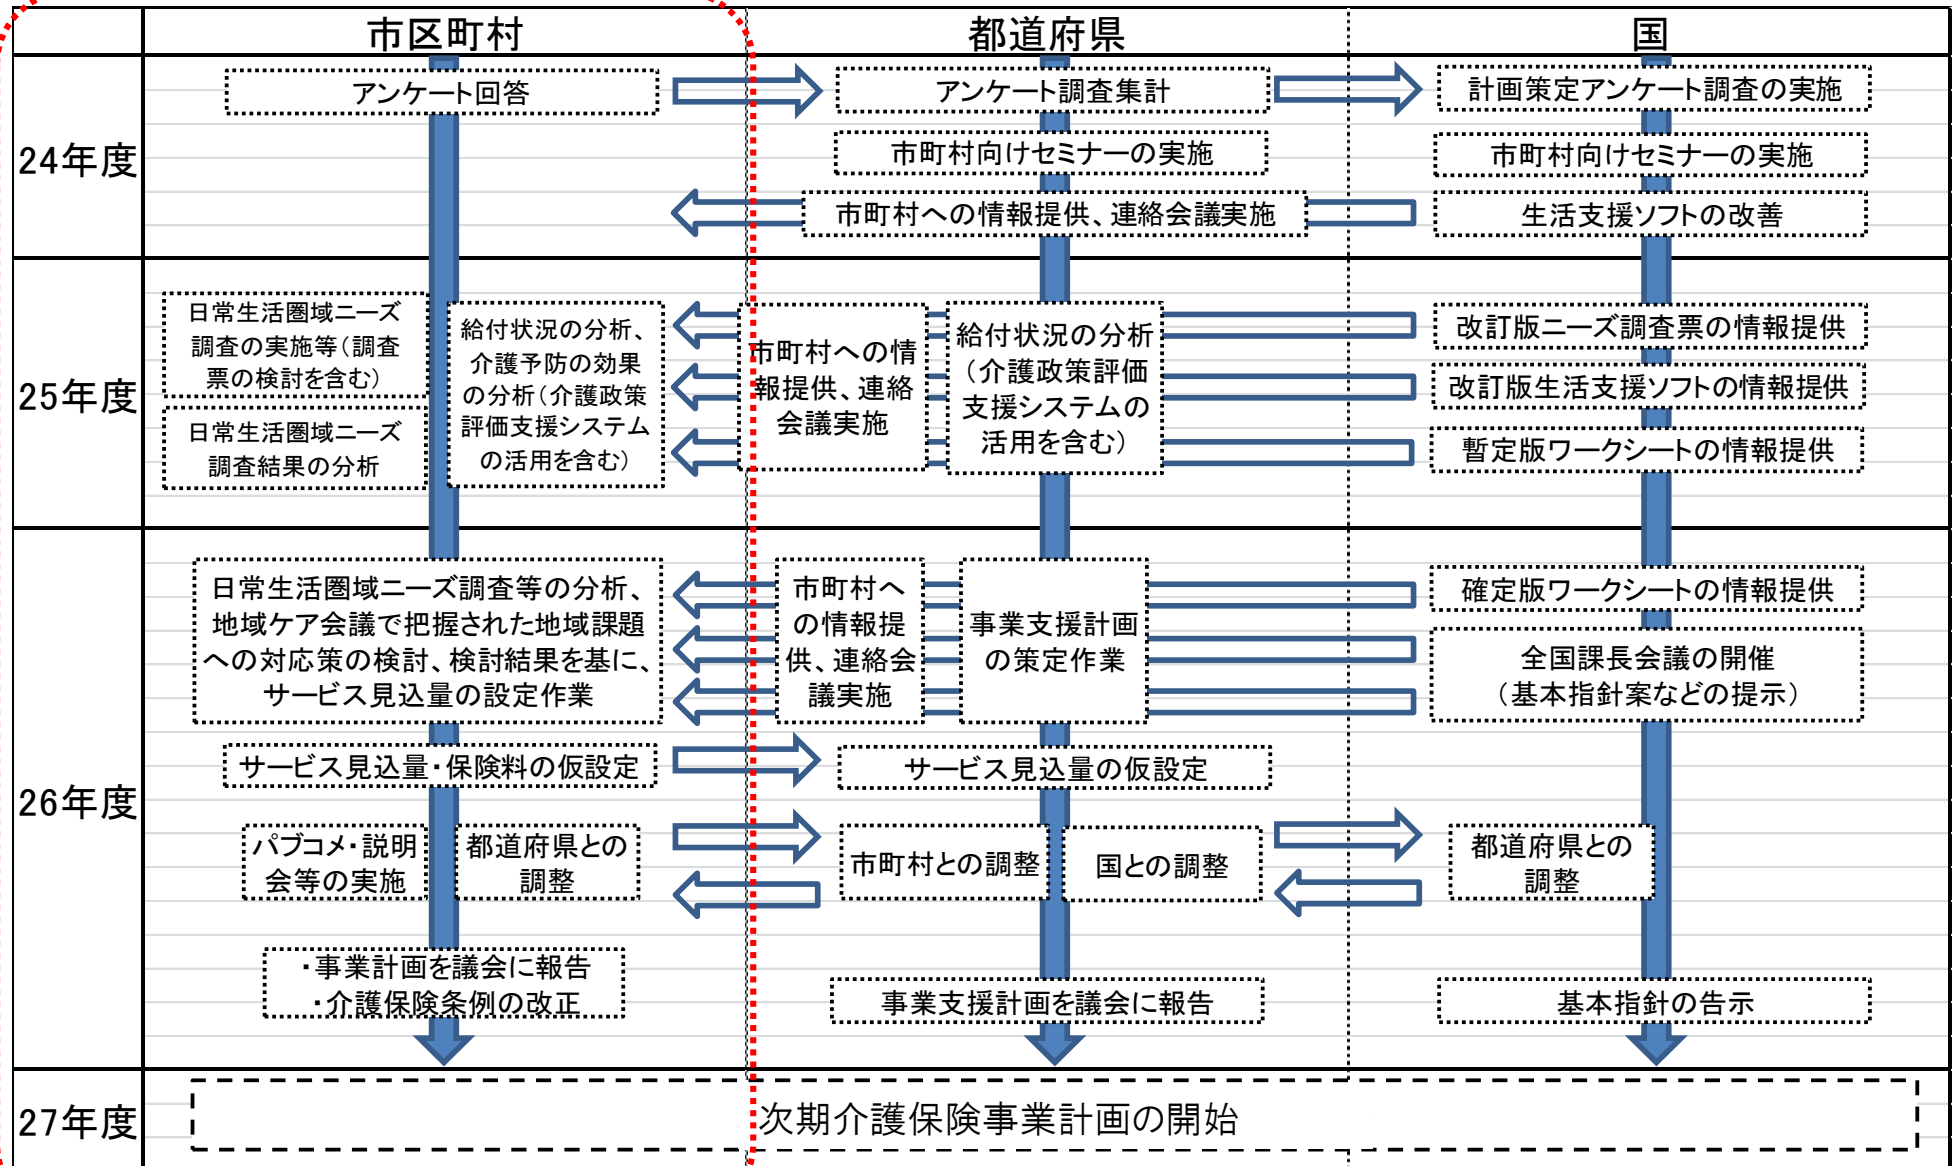 市区町村
都道府県
国
24年度
アンケート回答
アンケート調査集計
計画策定アンケート調査の実施
市町村向けセミナーの実施
市町村向けセミナーの実施
市町村への情報提供、連絡会議実施
生活支援ソフトの改善
25年度
日常生活圏域ニーズ
調査の実施等(調査
票の検討を含む)
日常生活圏域ニーズ
調査結果の分析
給付状況の分析、
介護予防の効果
の分析(介護政策
評価支援システム
の活用を含む)
市町村への情
報提供、連絡
会議実施
給付状況の分析
(介護政策評価
支援システムの
活用を含む)
改訂版ニーズ調査票の情報提供
改訂版生活支援ソフトの情報提供
暫定版ワークシートの情報提供
26年度
日常生活圏域ニーズ調査等の分析、
地域ケア会議で把握された地域課題
への対応策の検討、検討結果を基に、
サービス見込量の設定作業
市町村へ
の情報提
供、連絡会
議実施
事業支援計画
の策定作業
確定版ワークシートの情報提供
全国課長会議の開催
(基本指針案などの提示)
サービス見込量・保険料の仮設定
サービス見込量の仮設定
パブコメ・説明
会等の実施
都道府県との
調整
市町村との調整
国との調整
都道府県との
調整
・事業計画を議会に報告
・介護保険条例の改正
事業支援計画を議会に報告
基本指針の告示
27年度
次期介護保険事業計画の開始